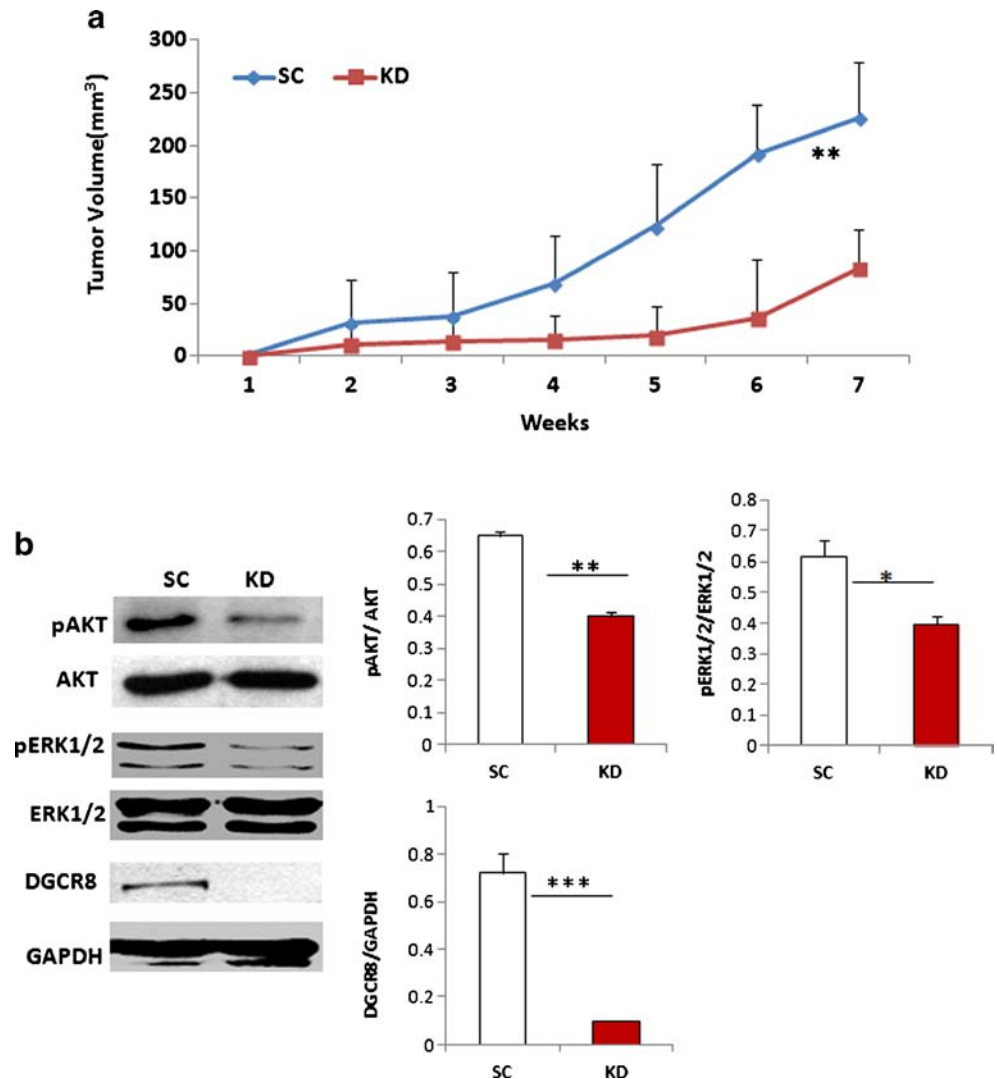 a
300
250
200
150
100
50
0
Tumor Volume(mm³)
SC
KD
**
1 2 3 4 5 6 7
Weeks
b
SC KD
pAKT
AKT
pERK1/2
ERK1/2
DGCR8
GAPDH
0.7
0.6
0.5
0.4
0.3
0.2
0.1
0
pAKT/ AKT
**
SC KD
0.8
0.7
0.6
0.5
0.4
0.3
0.2
0.1
0
pERK1/2/ERK1/2
*
SC KD
1
0.8
0.6
0.4
0.2
0
DGCR8/GAPDH
***
SC KD